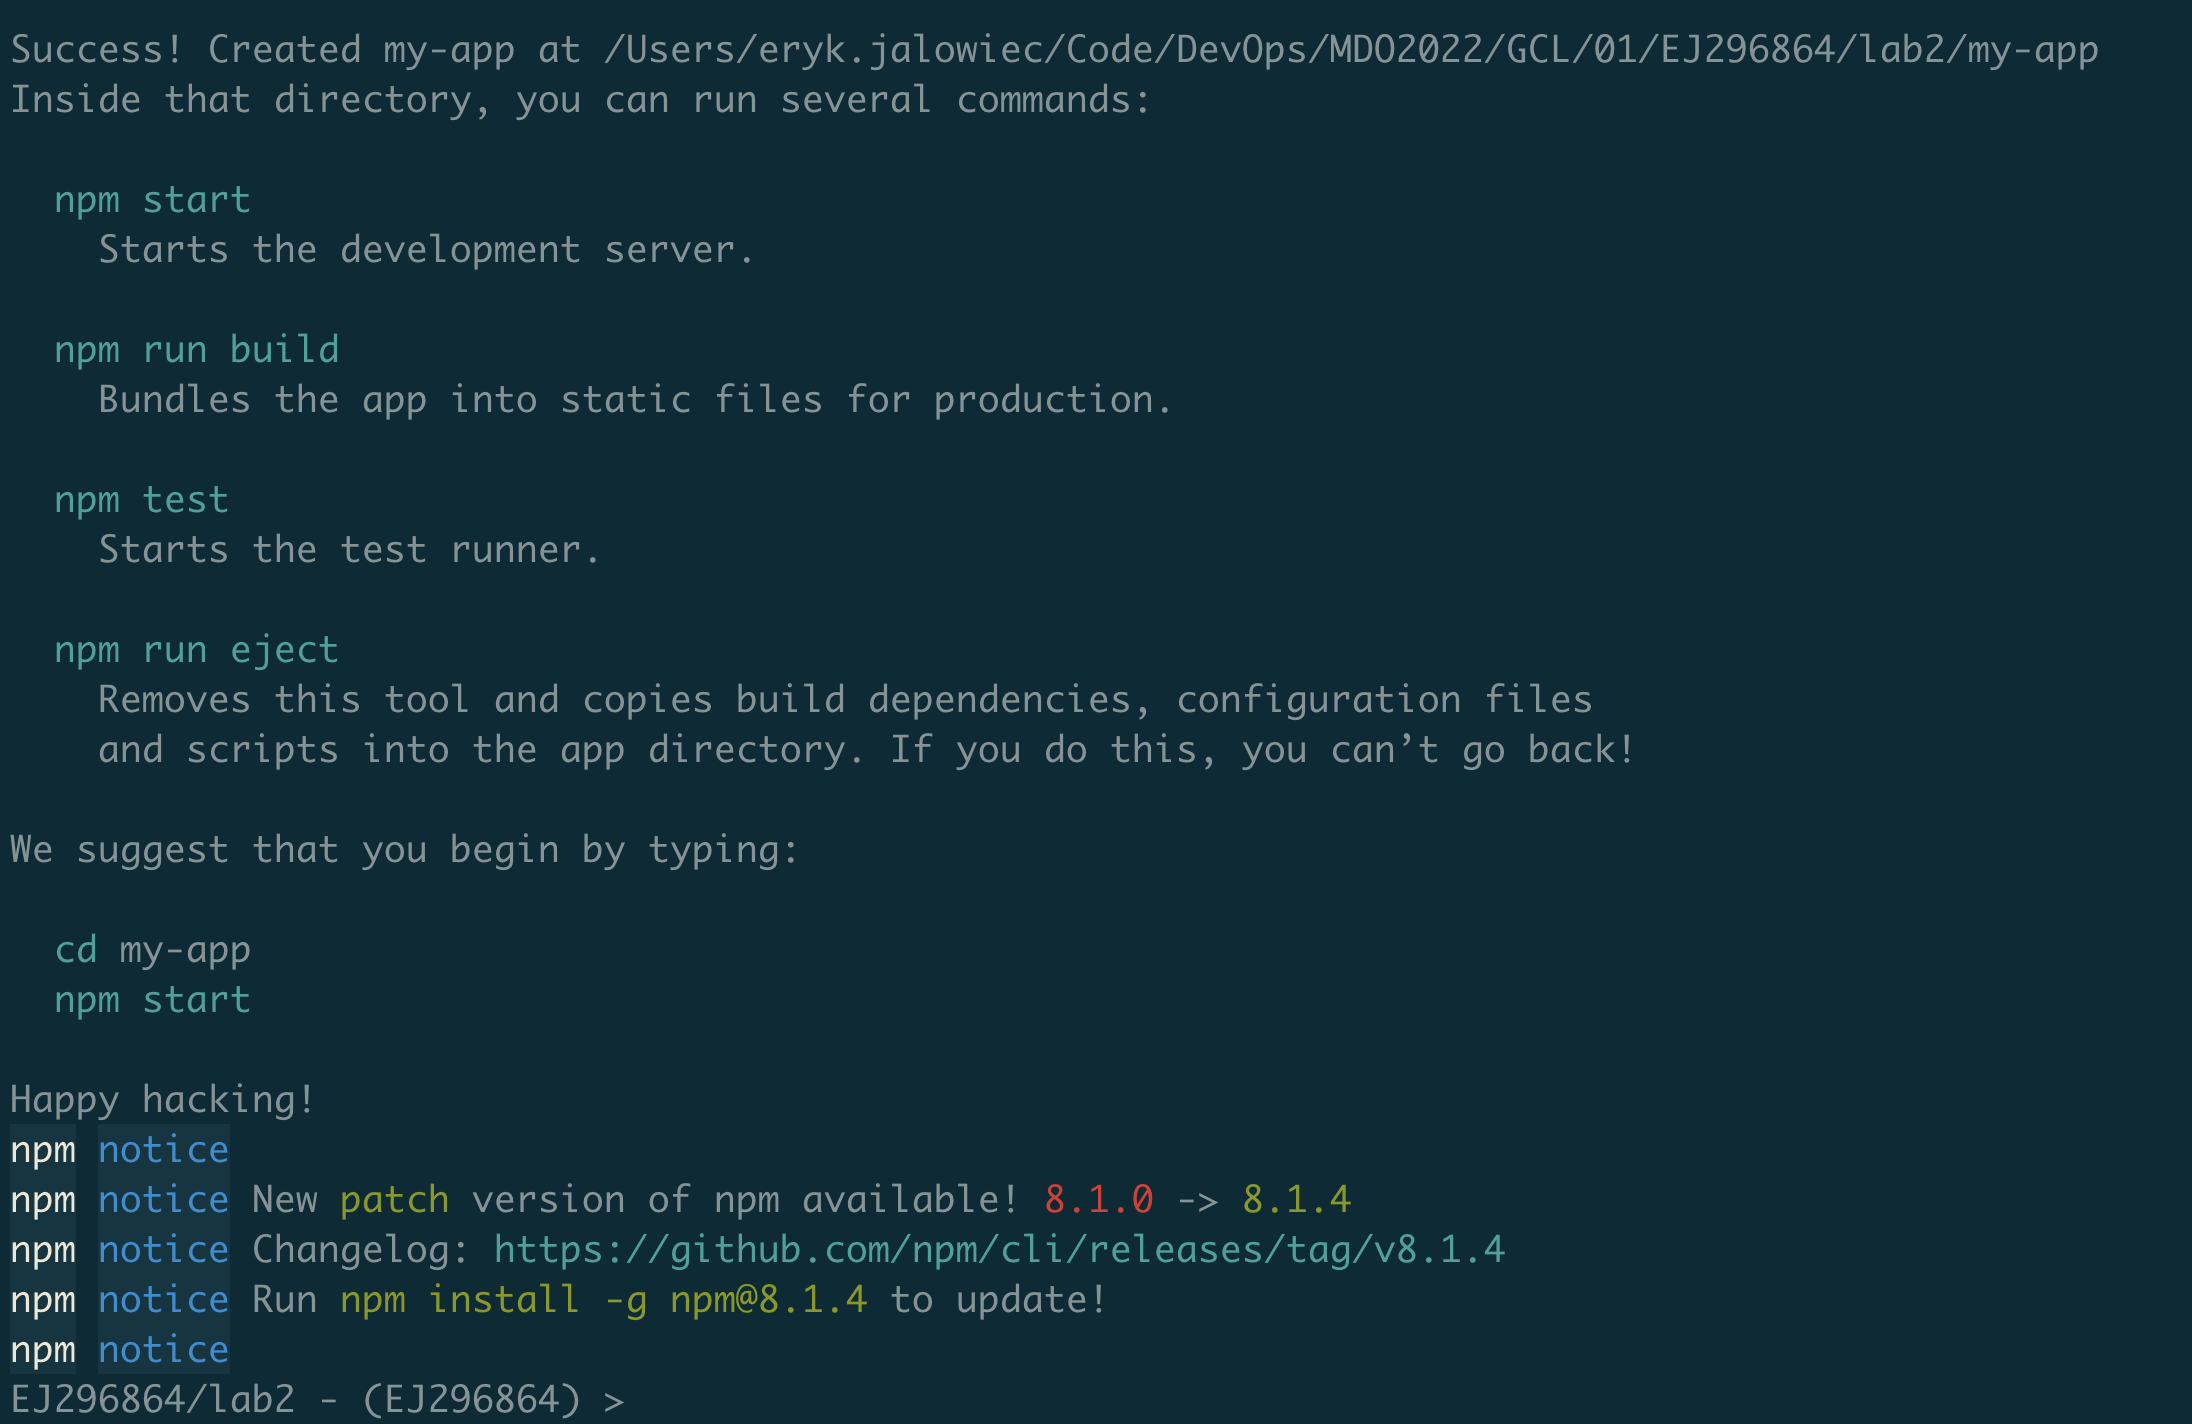 Success! Created my-app at /Users/eryk.jalowiec/Code/DevOps/MDO2022/GCL/01/EJ296864/lab2/my-app
Inside that directory, you can run several commands:
npm start
Starts the development server.
npm run build
Bundles the app into static files for production.
npm test
Starts the test runner.
npm run eject
Removes this tool and copies build dependencies, configuration files
and scripts into the app directory. If you do this, you can’t go back!
We suggest that you begin by typing:
cd my-app
npm start
Happy hacking!
npm notice
npm notice New patch version of npm available! 8.1.0 -> 8.1.4
npm notice Changelog: https://github.com/npm/cli/releases/tag/v8.1.4
npm notice Run npm install -g npm@8.1.4 to update!
npm notice
EJ296864/lab2 - (EJ296864) >